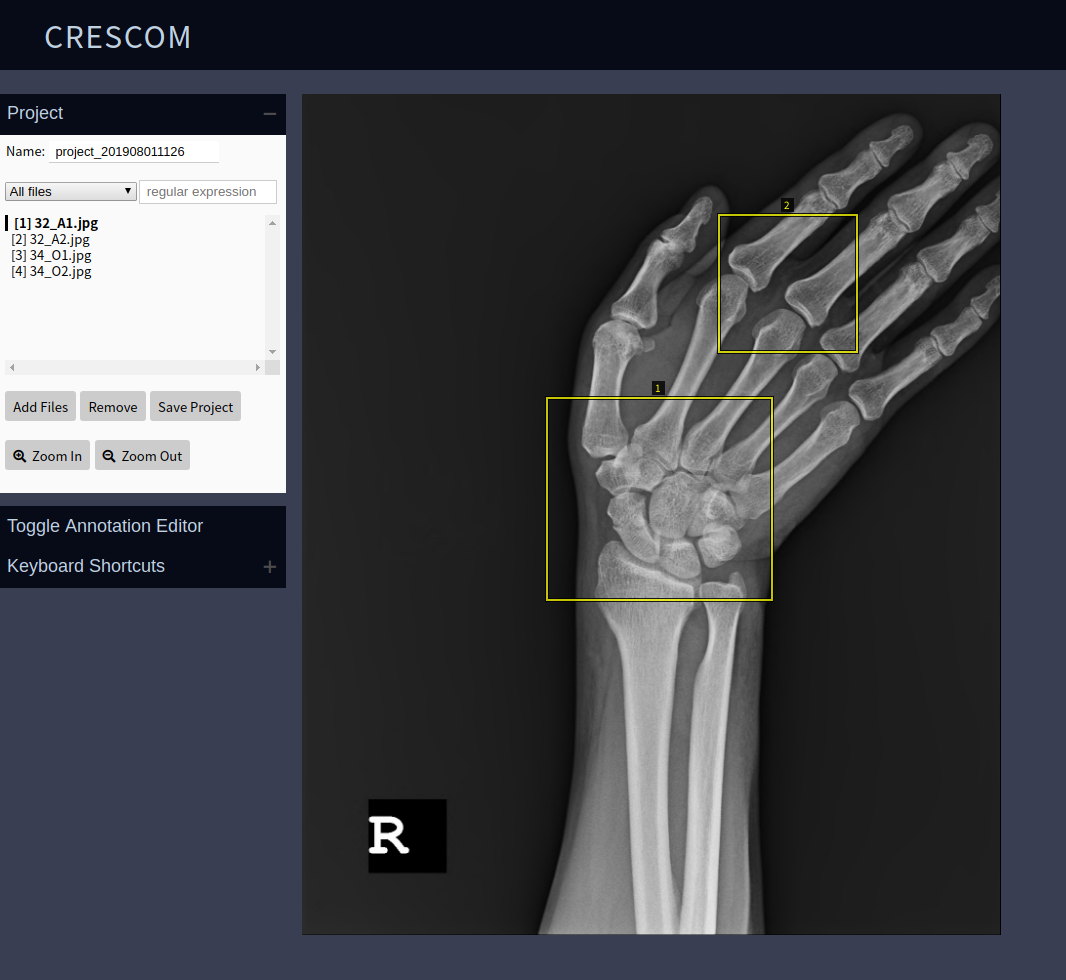 CRESCOM
Project
Name: project_201908011126
All files regular expression
[1] 32_A1.jpg
[2] 32_A2.jpg
[3] 34_O1.jpg
[4] 34_O2.jpg
Add Files Remove Save Project
Zoom In Zoom Out
Toggle Annotation Editor
Keyboard Shortcuts
2
1
R